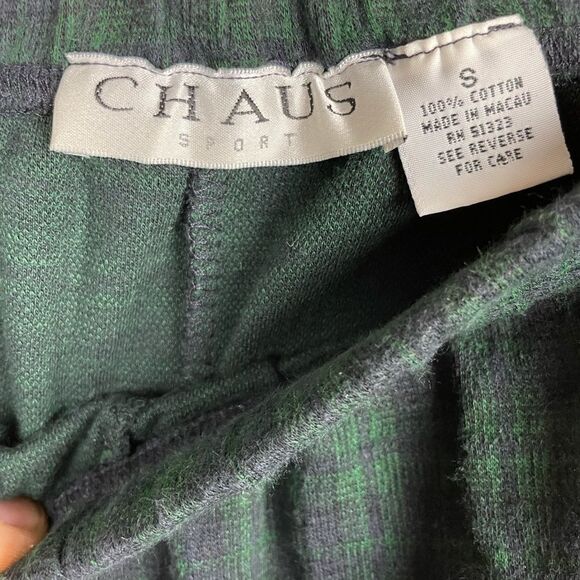 CHAUS
SPORT
S
100% COTTON
MADE IN MACAU
RN 51323
SEE REVERSE
FOR CARE